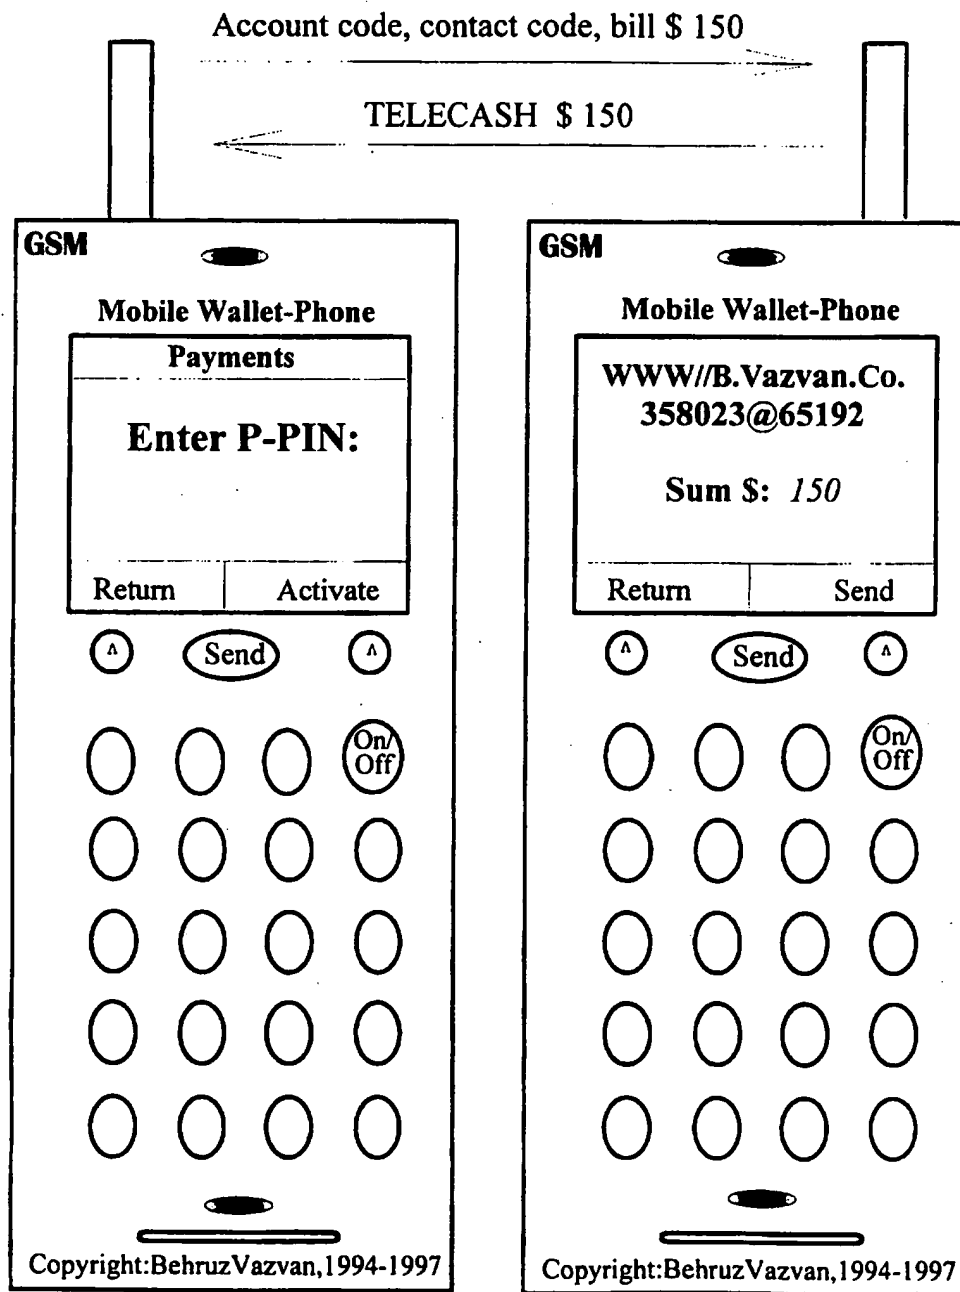 Account code, contact code, bill $ 150
TELECASH $ 150
GSM
Mobile Wallet-Phone
Payments
Enter P-PIN:
Return Activate
^ Send ^
On/
Off
Copyright:BehruzVazvan,1994-1997
GSM
Mobile Wallet-Phone
WWW//B.Vazvan.Co.
358023@65192
Sum $: 150
Return Send
^ Send ^
On/
Off
Copyright:BehruzVazvan,1994-1997